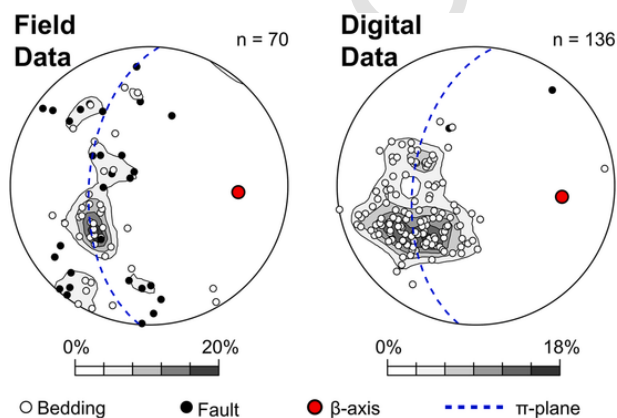 Field Data
n = 70
Digital Data
n = 136
0% 20%
0% 18%
Bedding Fault β-axis π-plane